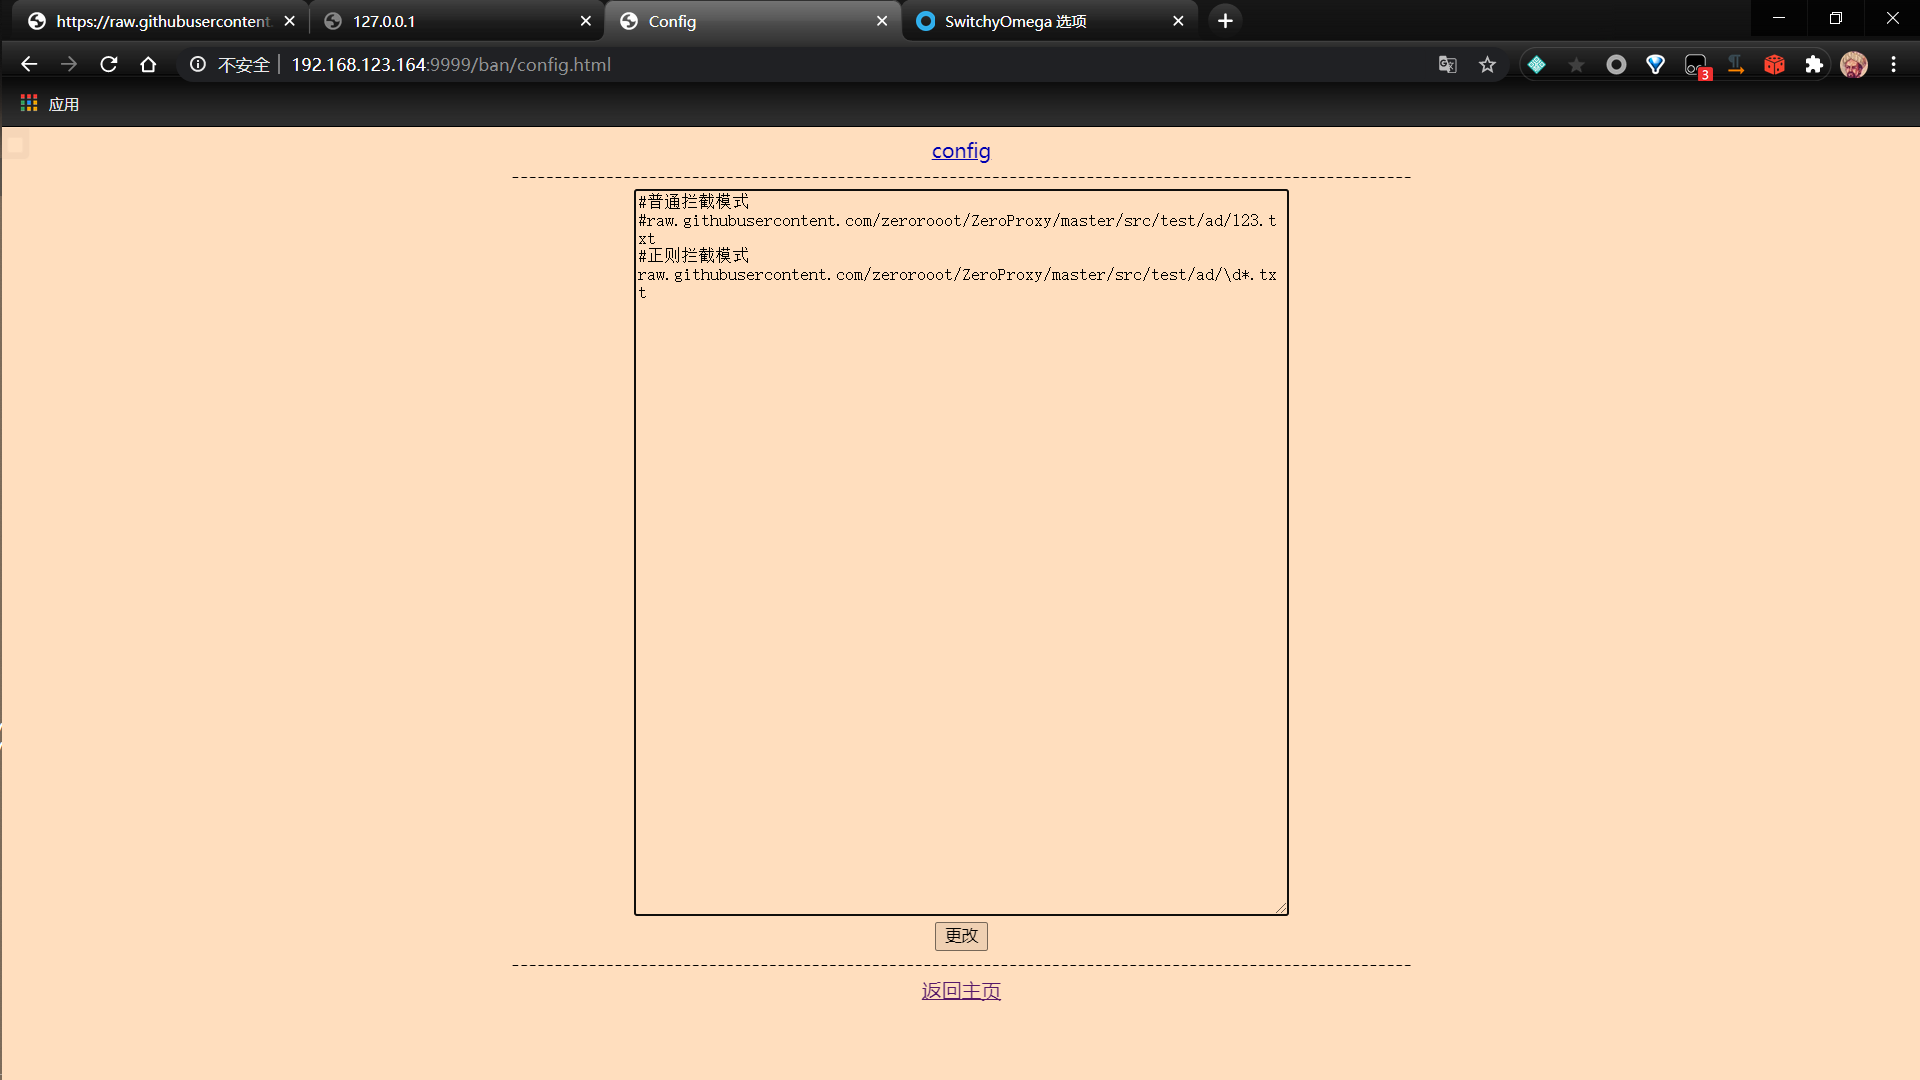 https://raw.githubusercontent.
127.0.0.1
Config
SwitchyOmega 选项
不安全
192.168.123.164:9999/ban/config.html
3
应用
config
----------------------------------------------------------------------------------------------------
#普通拦截模式
#raw.githubusercontent.com/zerorooot/ZeroProxy/master/src/test/ad/123.t
xt
#正则拦截模式
raw.githubusercontent.com/zerorooot/ZeroProxy/master/src/test/ad/\d*.tx
t
更改
----------------------------------------------------------------------------------------------------
返回主页